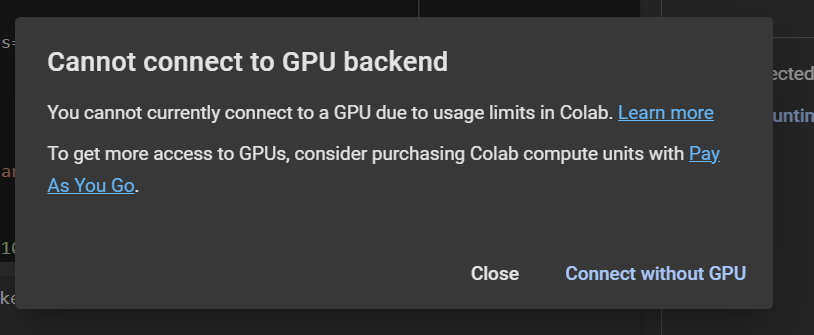 Cannot connect to GPU backend
You cannot currently connect to a GPU due to usage limits in Colab. Learn more
To get more access to GPUs, consider purchasing Colab compute units with Pay
As You Go.
Close Connect without GPU